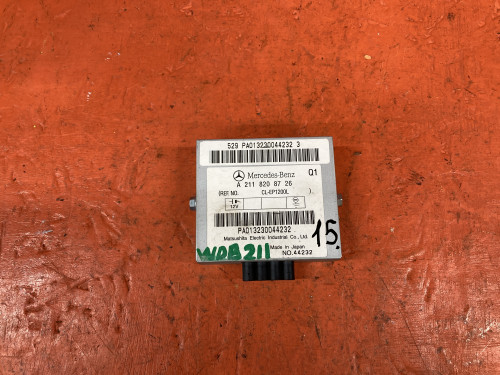 529 PA013230044232 3
Mercedes-Benz Q1
A 211 820 87 26
(REF.NO. CL-EP1200L ).
12V
PA013230044232
Matsushita Electric Industrial Co., Ltd.
Made in Japan
NO.44232
WDB211
15.